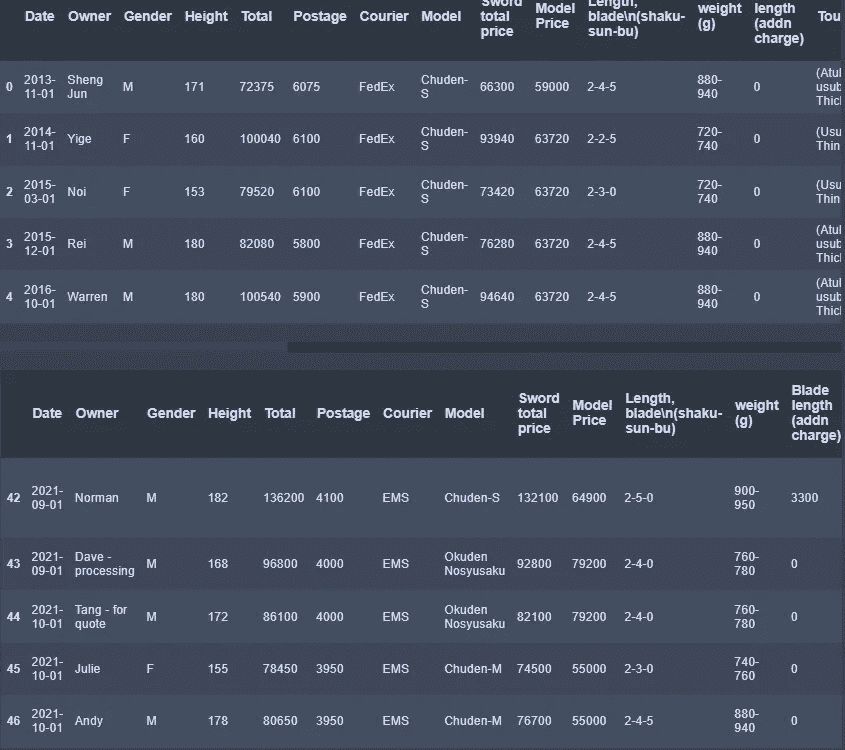 Date Owner Gender Height Total Postage Courier Model Sword total price Model Price Length, blade\n(shaku-sun-bu) weight (g) length (addn charge)
0 2013-11-01 Sheng Jun M 171 72375 6075 FedEx Chuden-S 66300 59000 2-4-5 880-940 0
1 2014-11-01 Yige F 160 100040 6100 FedEx Chuden-S 93940 63720 2-2-5 720-740 0 (Usu Thin
2 2015-03-01 Noi F 153 79520 6100 FedEx Chuden-S 73420 63720 2-3-0 720-740 0 (Usu Thin
3 2015-12-01 Rei M 180 82080 5800 FedEx Chuden-S 76280 63720 2-4-5 880-940 0
4 2016-10-01 Warren M 180 100540 5900 FedEx Chuden-S 94640 63720 2-4-5 880-940 0
Date Owner Gender Height Total Postage Courier Model Sword total price Model Price Length, blade\n(shaku-sun-bu) weight (g) Blade length (addn charge)
42 2021-09-01 Norman M 182 136200 4100 EMS Chuden-S 132100 64900 2-5-0 900-950 3300
43 2021-09-01 Dave - processing M 168 96800 4000 EMS Okuden Nosyusaku 92800 79200 2-4-0 760-780 0
44 2021-10-01 Tang - for quote M 172 86100 4000 EMS Okuden Nosyusaku 82100 79200 2-4-0 760-780 0
45 2021-10-01 Julie F 155 78450 3950 EMS Chuden-M 74500 55000 2-3-0 740-760 0
46 2021-10-01 Andy M 178 80650 3950 EMS Chuden-M 76700 55000 2-4-5 880-940 0